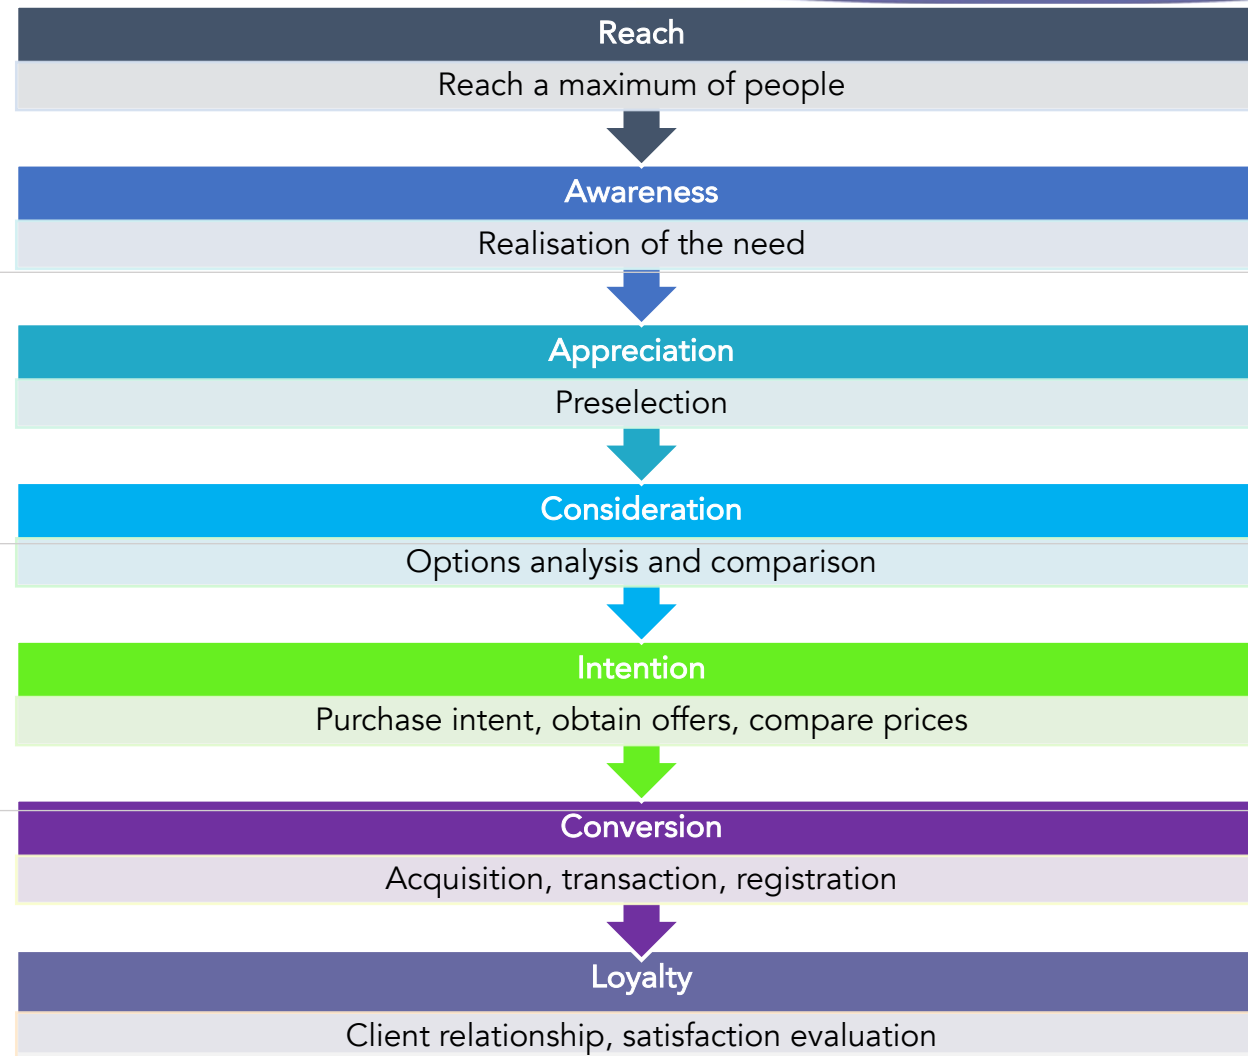 Reach
Reach a maximum of people
Awareness
Realisation of the need
Appreciation
Preselection
Consideration
Options analysis and comparison
Intention
Purchase intent, obtain offers, compare prices
Conversion
Acquisition, transaction, registration
Loyalty
Client relationship, satisfaction evaluation